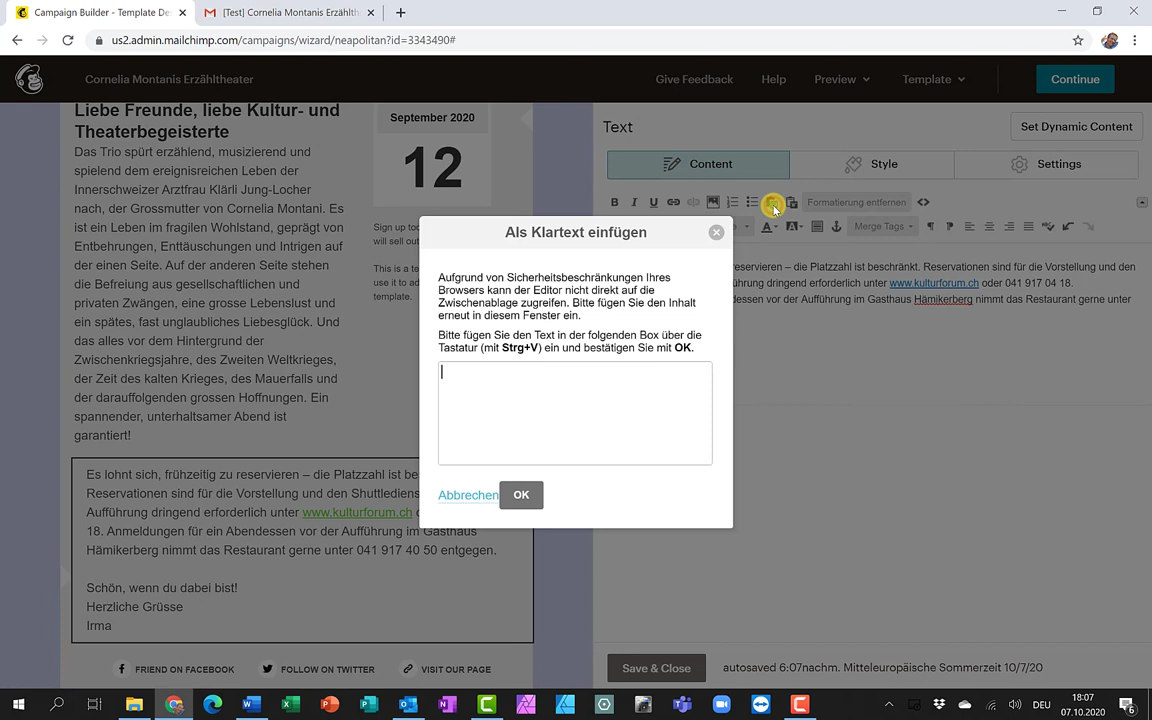 Campaign Builder - Template De
[Test] Cornelia Montanis Erzählth
us2.admin.mailchimp.com/campaigns/wizard/neapolitan?id=3343490#
Cornelia Montanis Erzähltheater
Give Feedback
Help
Preview
Template
Continue
Liebe Freunde, liebe Kultur- und
Theaterbegeisterte
Das Trio spürt erzählend, musizierend und
spielend dem ereignisreichen Leben der
Innerschweizer Arztfrau Klärli Jung-Locher
nach, der Grossmutter von Cornelia Montani. Es
ist ein Leben im fragilen Wohlstand, geprägt von
Entbehrungen, Enttäuschungen und Intrigen auf
der einen Seite. Auf der anderen Seite stehen
die Befreiung aus gesellschaftlichen und
privaten Zwängen, eine grosse Lebenslust und
ein spätes, fast unglaubliches Liebesglück. Und
das alles vor dem Hintergrund der
Zwischenkriegsjahre, des Zweiten Weltkrieges,
der Zeit des kalten Krieges, des Mauerfalls und
der darauffolgenden grossen Hoffnungen. Ein
spannender, unterhaltsamer Abend ist
garantiert!
September 2020
12
Sign up to
will sell out
This is a te
use it to ad
template.
Es lohnt sich, frühzeitig zu reservieren – die Platzzahl ist be
Reservationen sind für die Vorstellung und den Shuttlediens
Aufführung dringend erforderlich unter www.kulturforum.ch o
18. Anmeldungen für ein Abendessen vor der Aufführung im Gasthaus
Hämikerberg nimmt das Restaurant gerne unter 041 917 40 50 entgegen.
Schön, wenn du dabei bist!
Herzliche Grüsse
Irma
FRIEND ON FACEBOOK
FOLLOW ON TWITTER
VISIT OUR PAGE
Text
Set Dynamic Content
Content
Style
Settings
B I U
Formatierung entfernen
Merge Tags
reservieren – die Platzzahl ist beschränkt. Reservationen sind für die Vorstellung und den
ührung dringend erforderlich unter www.kulturforum.ch oder 041 917 04 18.
dessen vor der Aufführung im Gasthaus Hämikerberg nimmt das Restaurant gerne unter
Als Klartext einfügen
Aufgrund von Sicherheitsbeschränkungen Ihres
Browsers kann der Editor nicht direkt auf die
Zwischenablage zugreifen. Bitte fügen Sie den Inhalt
erneut in diesem Fenster ein.
Bitte fügen Sie den Text in der folgenden Box über die
Tastatur (mit Strg+V) ein und bestätigen Sie mit OK.
Abbrechen
OK
Save & Close
autosaved 6:07nachm. Mitteleuropäische Sommerzeit 10/7/20
DEU
18:07
07.10.2020
6